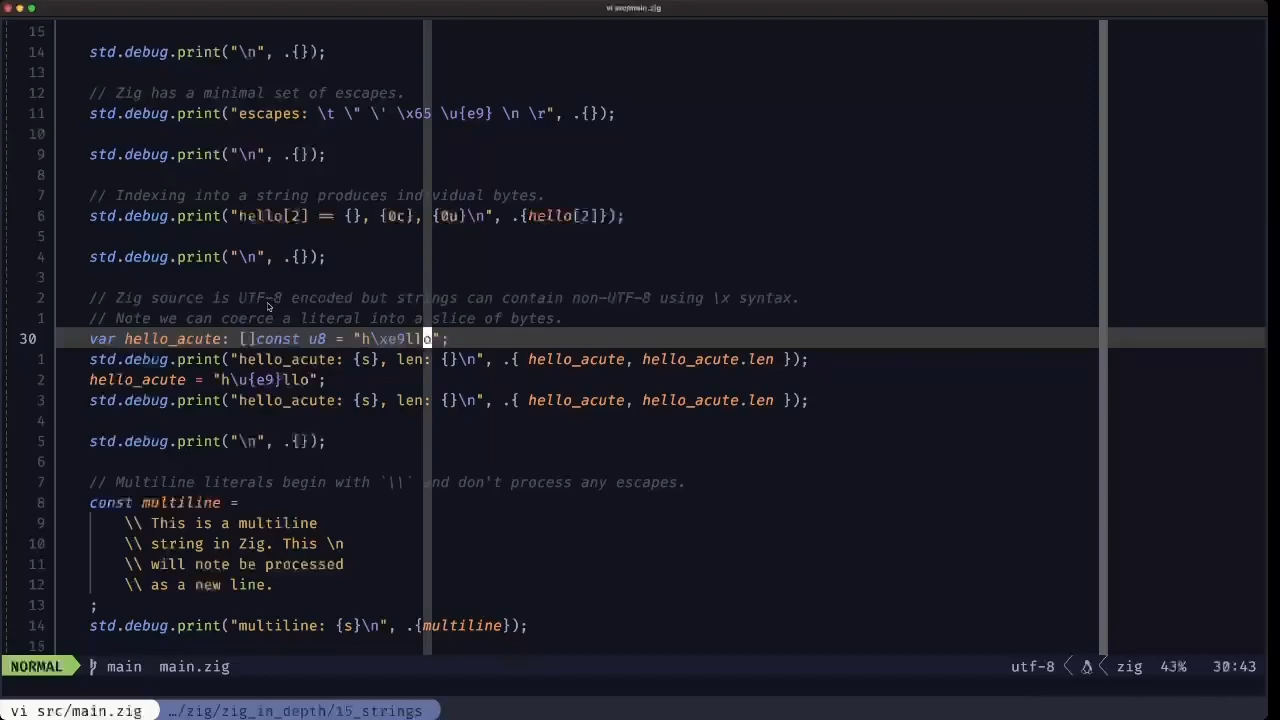 vi src/main.zig
15
14 std.debug.print("\n", .{});
13
12 // Zig has a minimal set of escapes.
11 std.debug.print("escapes: \t \" \' \x65 \u{e9} \n \r", .{});
10
9 std.debug.print("\n", .{});
8
7 // Indexing into a string produces individual bytes.
6 std.debug.print("hello[2] == {}, {0c}, {0u}\n", .{hello[2]});
5
4 std.debug.print("\n", .{});
3
2 // Zig source is UTF-8 encoded but strings can contain non-UTF-8 using \x syntax.
1 // Note we can coerce a literal into a slice of bytes.
30 var hello_acute: []const u8 = "h\xe9llo";
1 std.debug.print("hello_acute: {s}, len: {}\n", .{ hello_acute, hello_acute.len });
2 hello_acute = "h\u{e9}llo";
3 std.debug.print("hello_acute: {s}, len: {}\n", .{ hello_acute, hello_acute.len });
4
5 std.debug.print("\n", .{});
6
7 // Multiline literals begin with `\\` and don't process any escapes.
8 const multiline =
9 \\ This is a multiline
10 \\ string in Zig. This \n
11 \\ will note be processed
12 \\ as a new line.
13 ;
14 std.debug.print("multiline: {s}\n", .{multiline});
15
NORMAL main main.zig utf-8 zig 43% 30:43
vi src/main.zig …/zig/zig_in_depth/15_strings